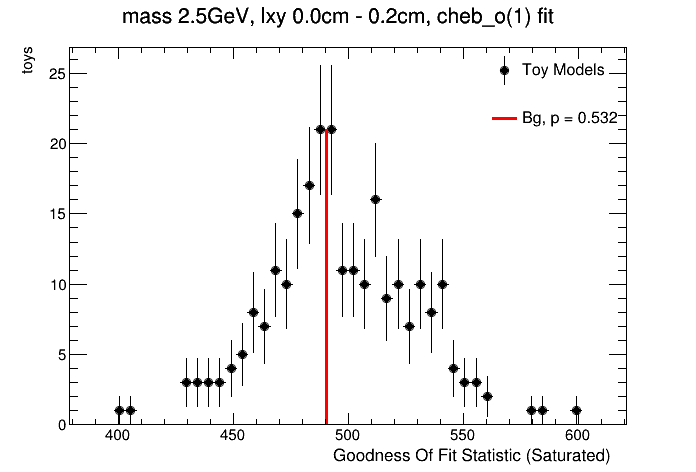 mass 2.5GeV, lxy 0.0cm - 0.2cm, cheb_o(1) fit
toys
25
20
15
10
5
0
Toy Models
Bg, p = 0.532
400
450
500
550
600
Goodness Of Fit Statistic (Saturated)